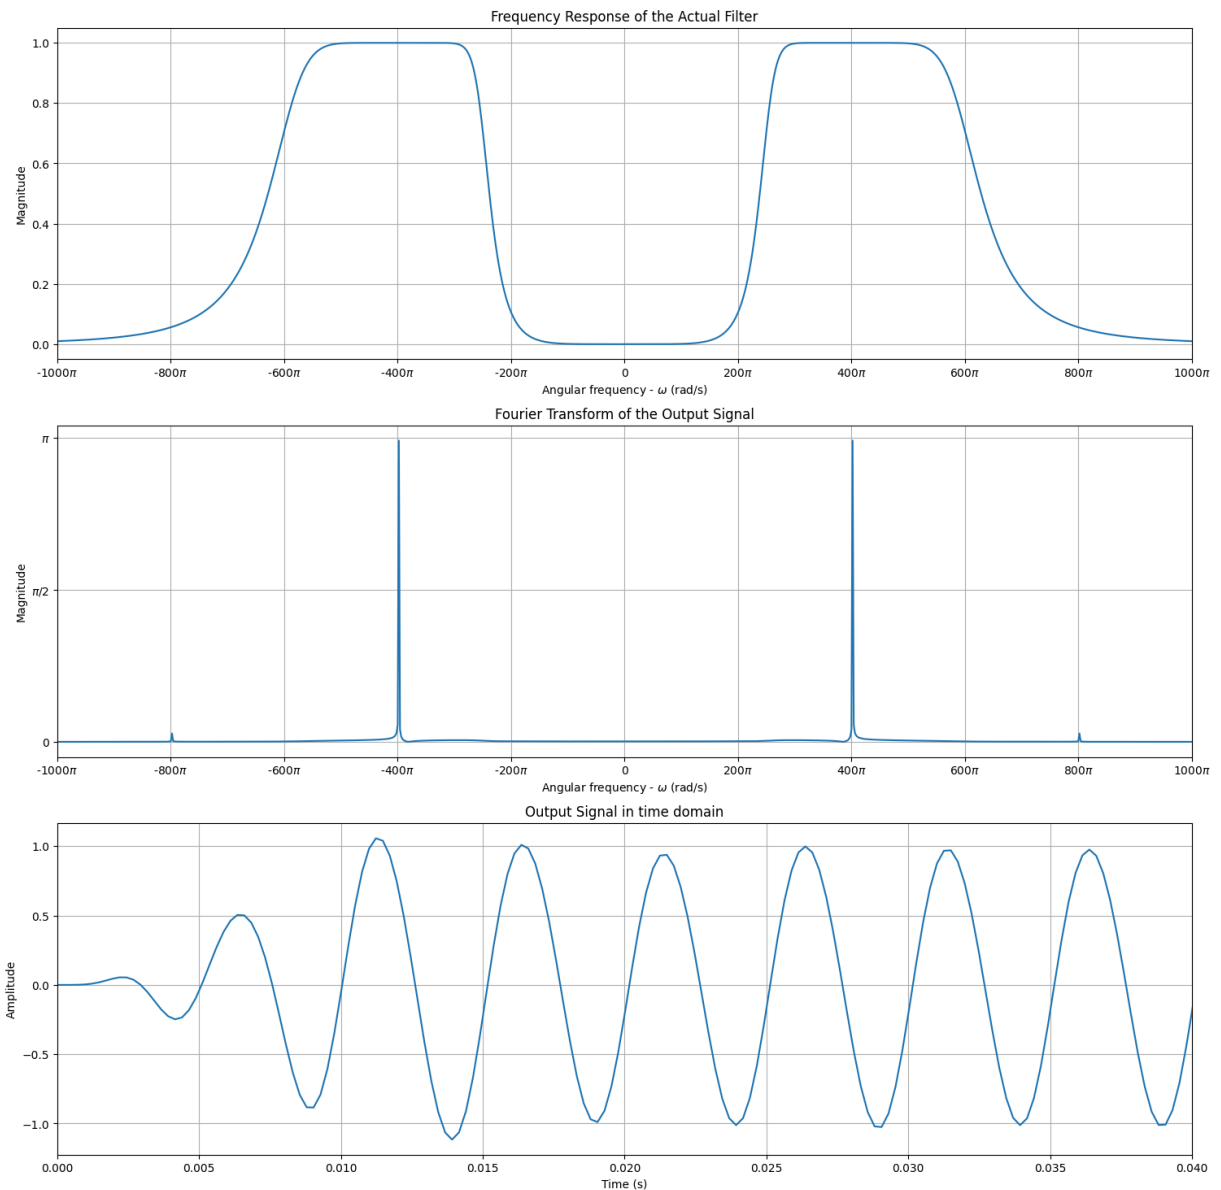 Frequency Response of the Actual Filter
1.0
0.8
0.6
0.4
0.2
0.0
Magnitude
-1000π -800π -600π -400π -200π 0 200π 400π 600π 800π 1000π
Angular frequency - ω (rad/s)
Fourier Transform of the Output Signal
π
π/2
0
Magnitude
-1000π -800π -600π -400π -200π 0 200π 400π 600π 800π 1000π
Angular frequency - ω (rad/s)
Output Signal in time domain
1.0
0.5
0.0
−0.5
−1.0
Amplitude
0.000 0.005 0.010 0.015 0.020 0.025 0.030 0.035 0.040
Time (s)